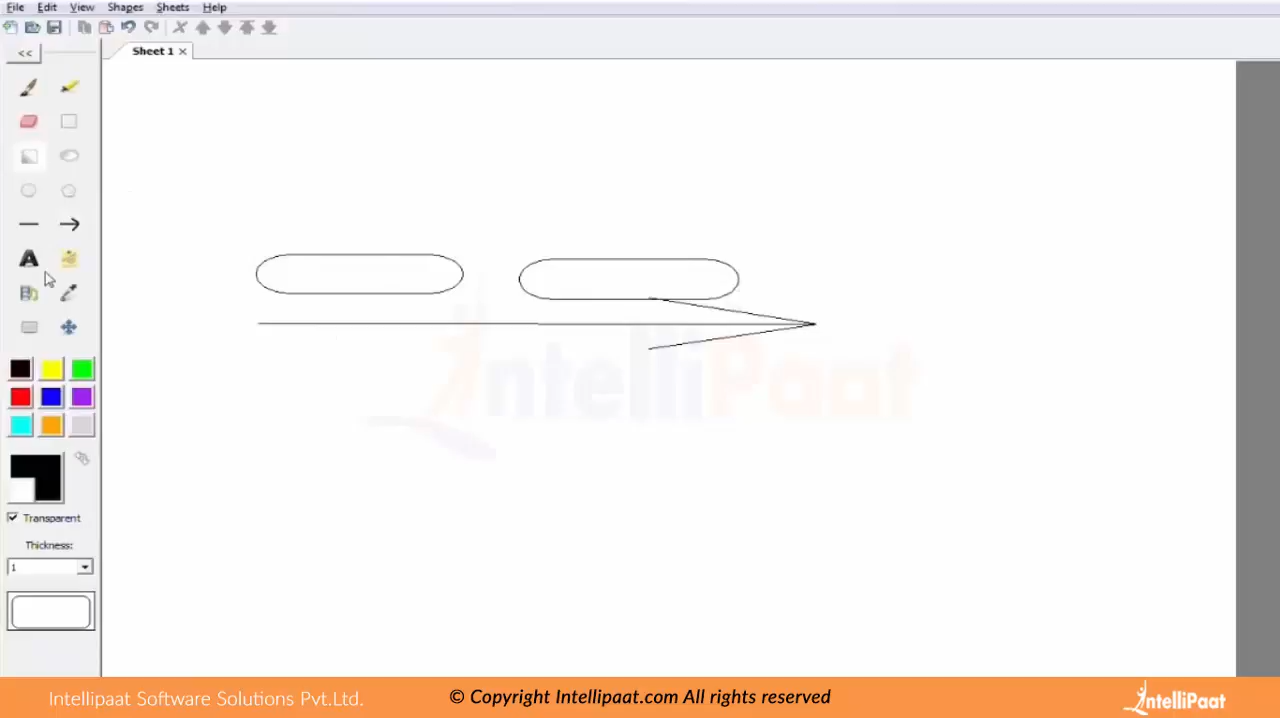 File Edit View Shapes Sheets Help
<<
Sheet 1
A
IntelliPaat
Transparent
Thickness:
1
Intellipaat Software Solutions Pvt.Ltd.
© Copyright Intellipaat.com All rights reserved
IntelliPaat